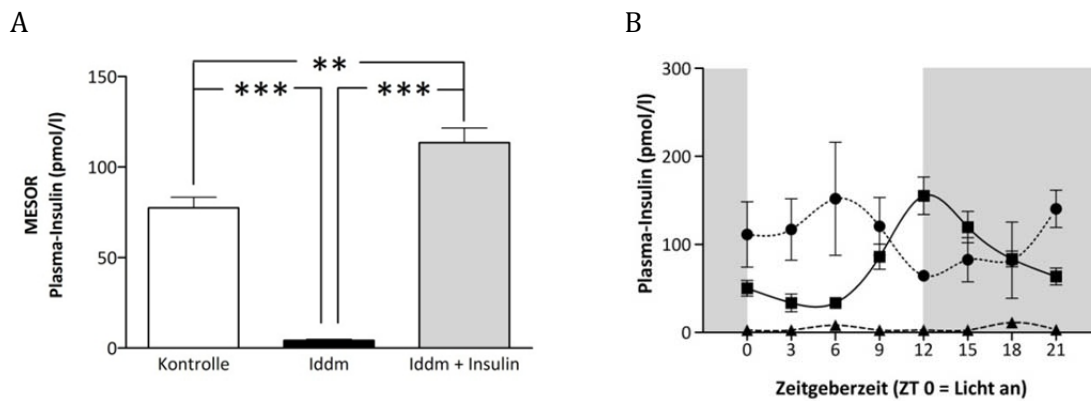 A
B
**
*** ***
MESOR
Plasma-Insulin (pmol/l)
150
100
50
0
Kontrolle Iddm Iddm + Insulin
Plasma-Insulin (pmol/l)
300
200
100
0
0 3 6 9 12 15 18 21
Zeitgeberzeit (ZT 0 = Licht an)